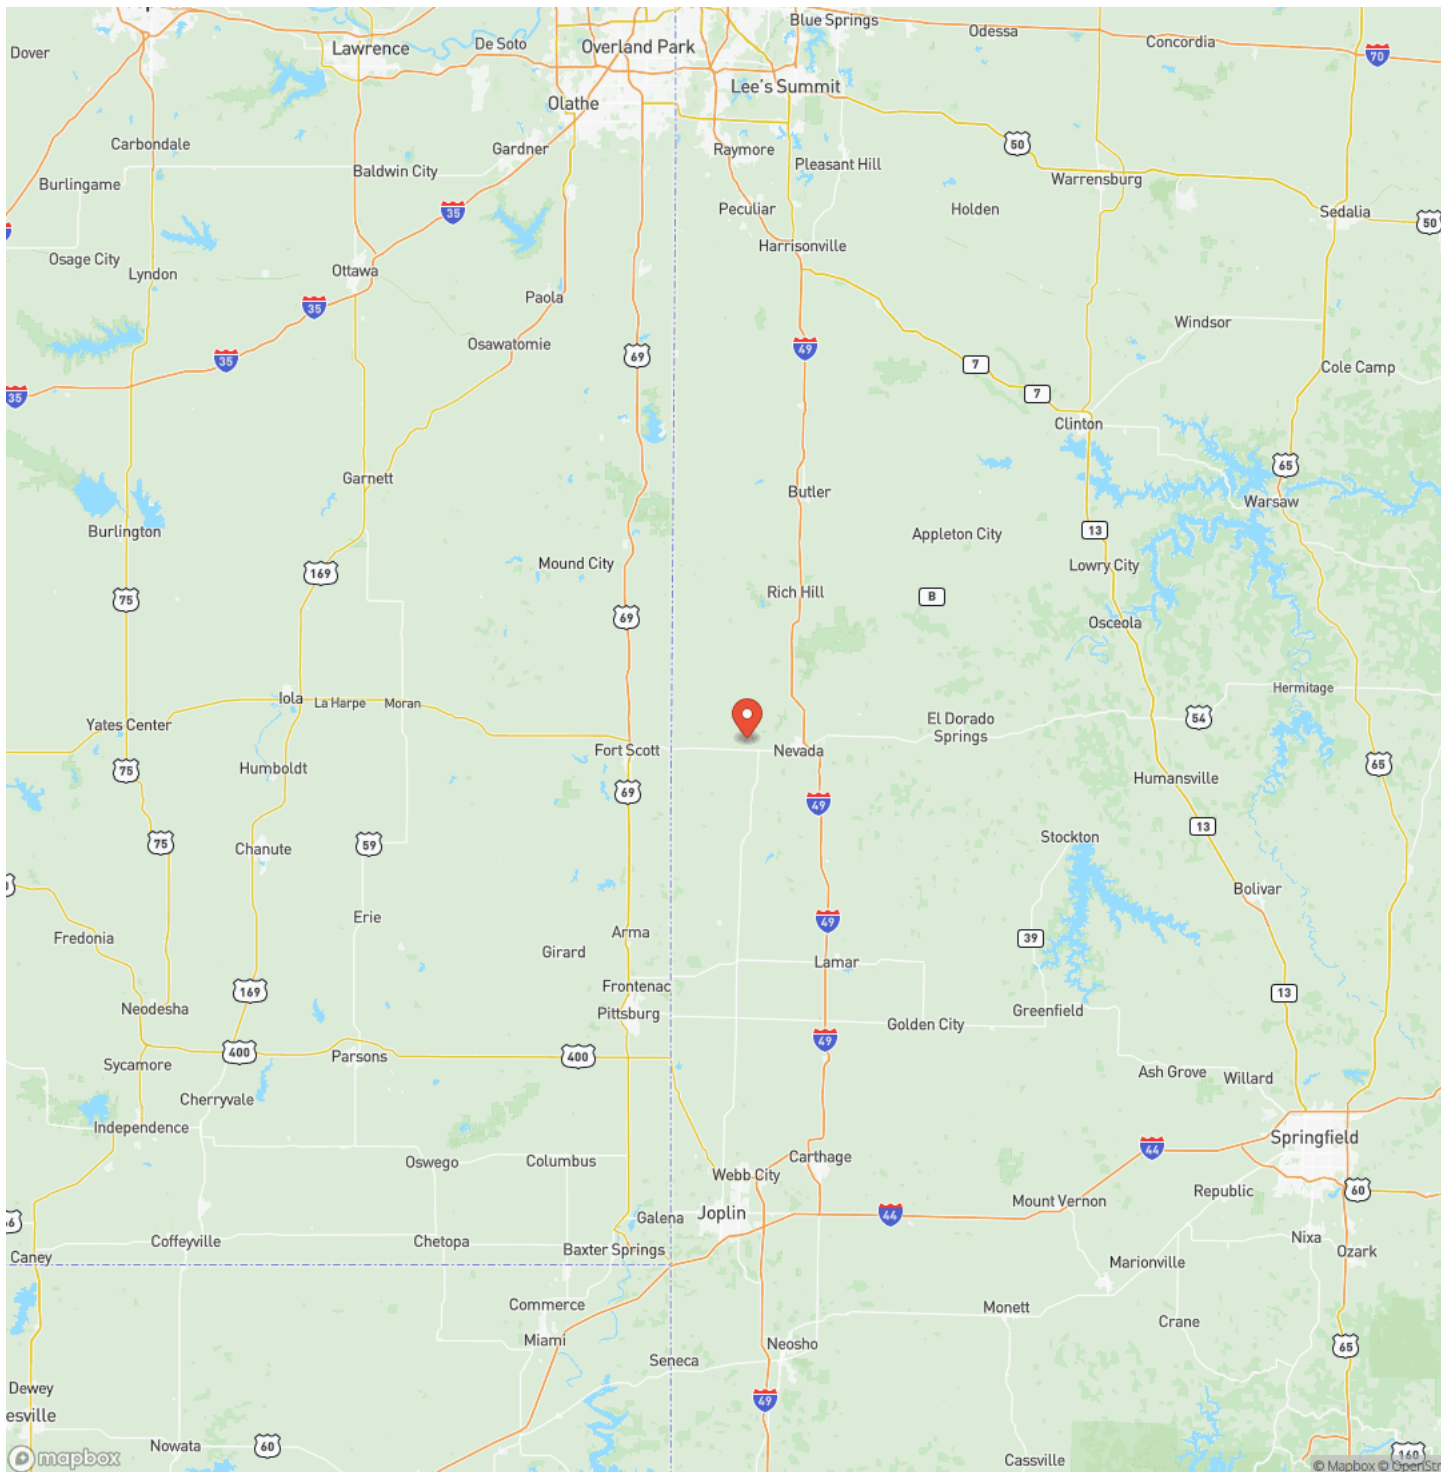 Blue Springs
Dover
Lawrence
De Soto
Overland Park
Odessa
Concordia
70
Lee's Summit
Olathe
Carbondale
Gardner
Raymore
50
Baldwin City
Pleasant Hill
Burlingame
Warrensburg
35
Peculiar
Holden
Sedalia
50
Osage City
Harrisonville
Lyndon
Ottawa
Paola
35
Windsor
Osawatomie
69
49
35
7
Cole Camp
35
7
Clinton
65
Garnett
Butler
Warsaw
Burlington
Appleton City
13
Mound City
169
Lowry City
75
Rich Hill
B
69
Osceola
Iola
La Harpe
Moran
Hermitage
Yates Center
El Dorado
Springs
54
Fort Scott
Nevada
75
Humboldt
65
Humansville
69
49
13
75
59
Stockton
Chanute
Bolivar
Erie
49
Fredonia
Arma
39
Girard
Lamar
169
Frontenac
13
Neodesha
Pittsburg
Greenfield
Golden City
49
400
Parsons
400
Sycamore
Ash Grove
Willard
Cherryvale
Independence
Springfield
44
Oswego
Columbus
Carthage
Webb City
Republic
60
Mount Vernon
Joplin
44
Galena
Coffeyville
Chetopa
Baxter Springs
Nixa
Ozark
Caney
Marionville
Commerce
Monett
Crane
Miami
Neosho
65
Seneca
Dewey
49
esville
Nowata
60
mapbox
Cassville
160
© Mapbox © OpenStr